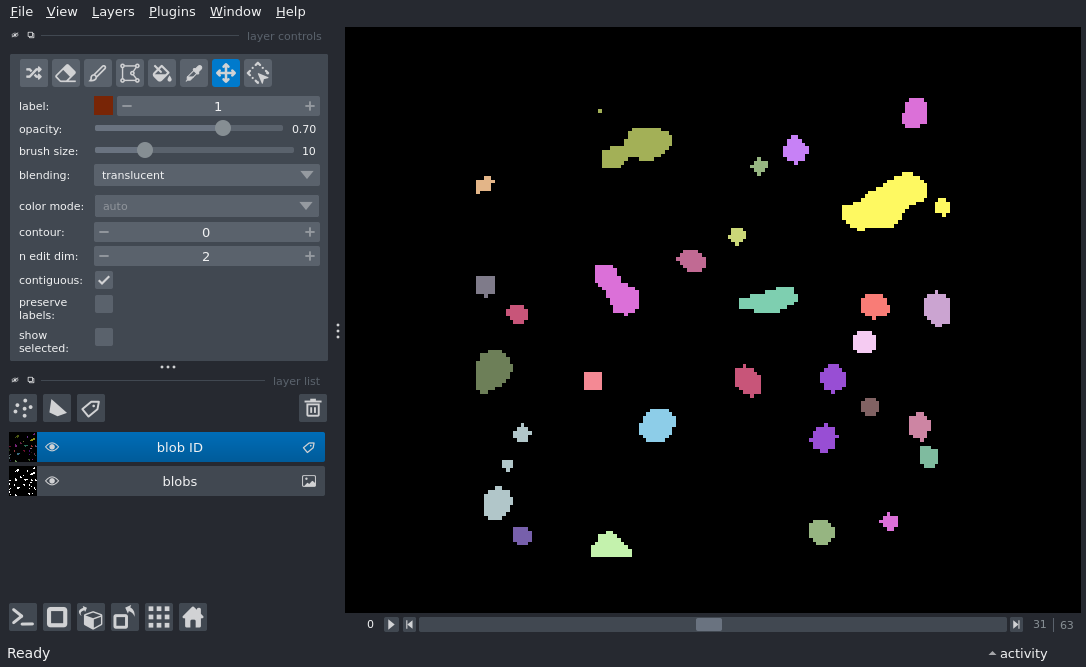 File View Layers Plugins Window Help
layer controls
label: 1
opacity: 0.70
brush size: 10
blending: translucent
color mode: auto
contour: 0
n edit dim: 2
contiguous:
preserve
labels:
show
selected:
layer list
blob ID
blobs
0 31 63
Ready activity